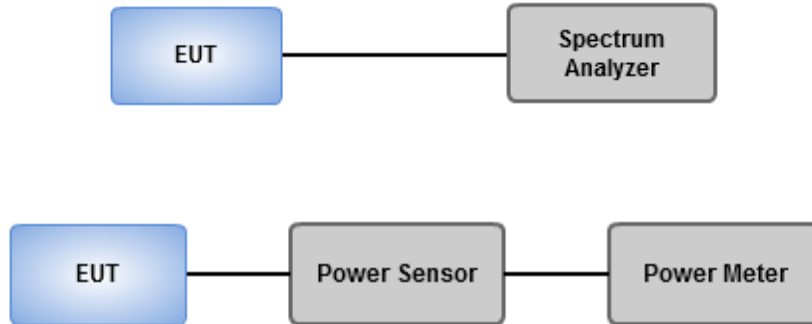 EUT
Spectrum
Analyzer
EUT
Power Sensor
Power Meter